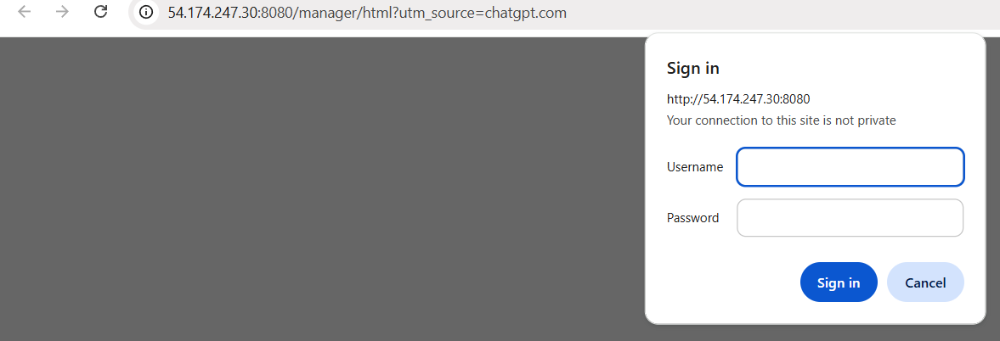 54.174.247.30:8080/manager/html?utm_source=chatgpt.com
Sign in
http://54.174.247.30:8080
Your connection to this site is not private
Username
Password
Sign in
Cancel